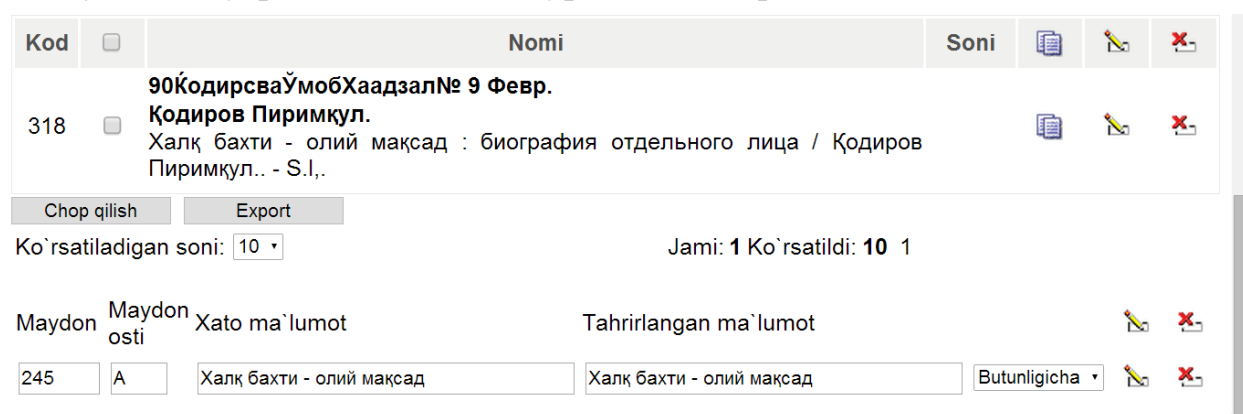 Kod Nomi Soni
90ЌодирсваЎмобХаадзал№ 9 Февр.
318 Қодиров Пиримқул.
Халқ бахти - олий мақсад : биография отдельного лица / Қодиров
Пиримқул.. - S.I,.
Chop qilish Export
Ko`rsatiladigan soni: 10 Jami: 1 Ko`rsatildi: 10 1
Maydon Maydon osti Xato ma`lumot Tahrirlangan ma`lumot
245 A Халқ бахти - олий мақсад Халқ бахти - олий мақсад Butunligicha